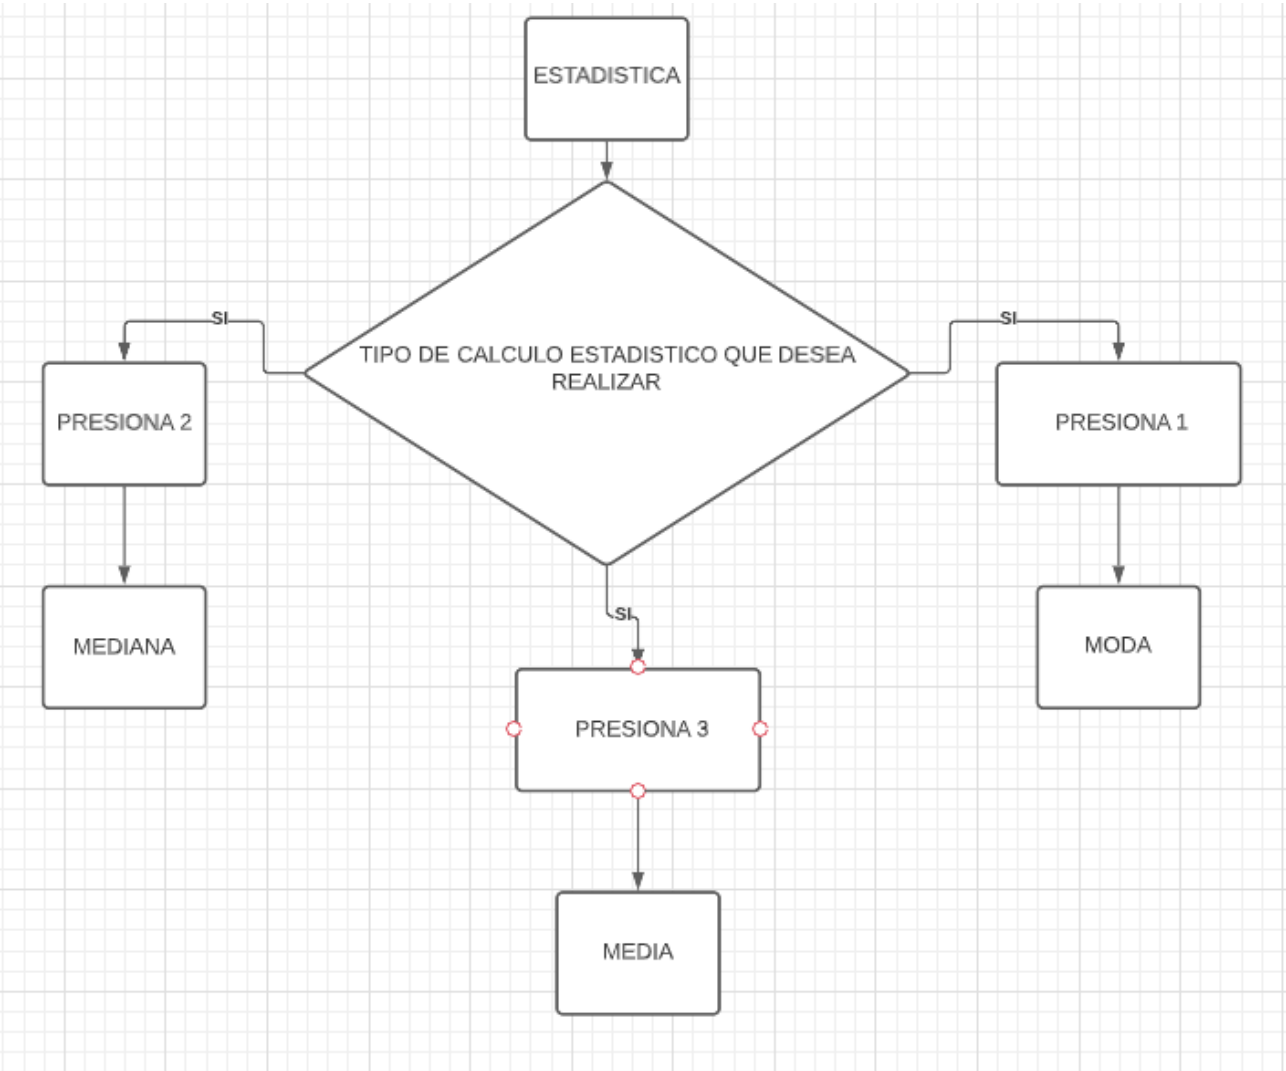 ESTADISTICA
SI
SI
TIPO DE CALCULO ESTADISTICO QUE DESEA
REALIZAR
PRESIONA 2
PRESIONA 1
SI
MEDIANA
MODA
PRESIONA 3
MEDIA